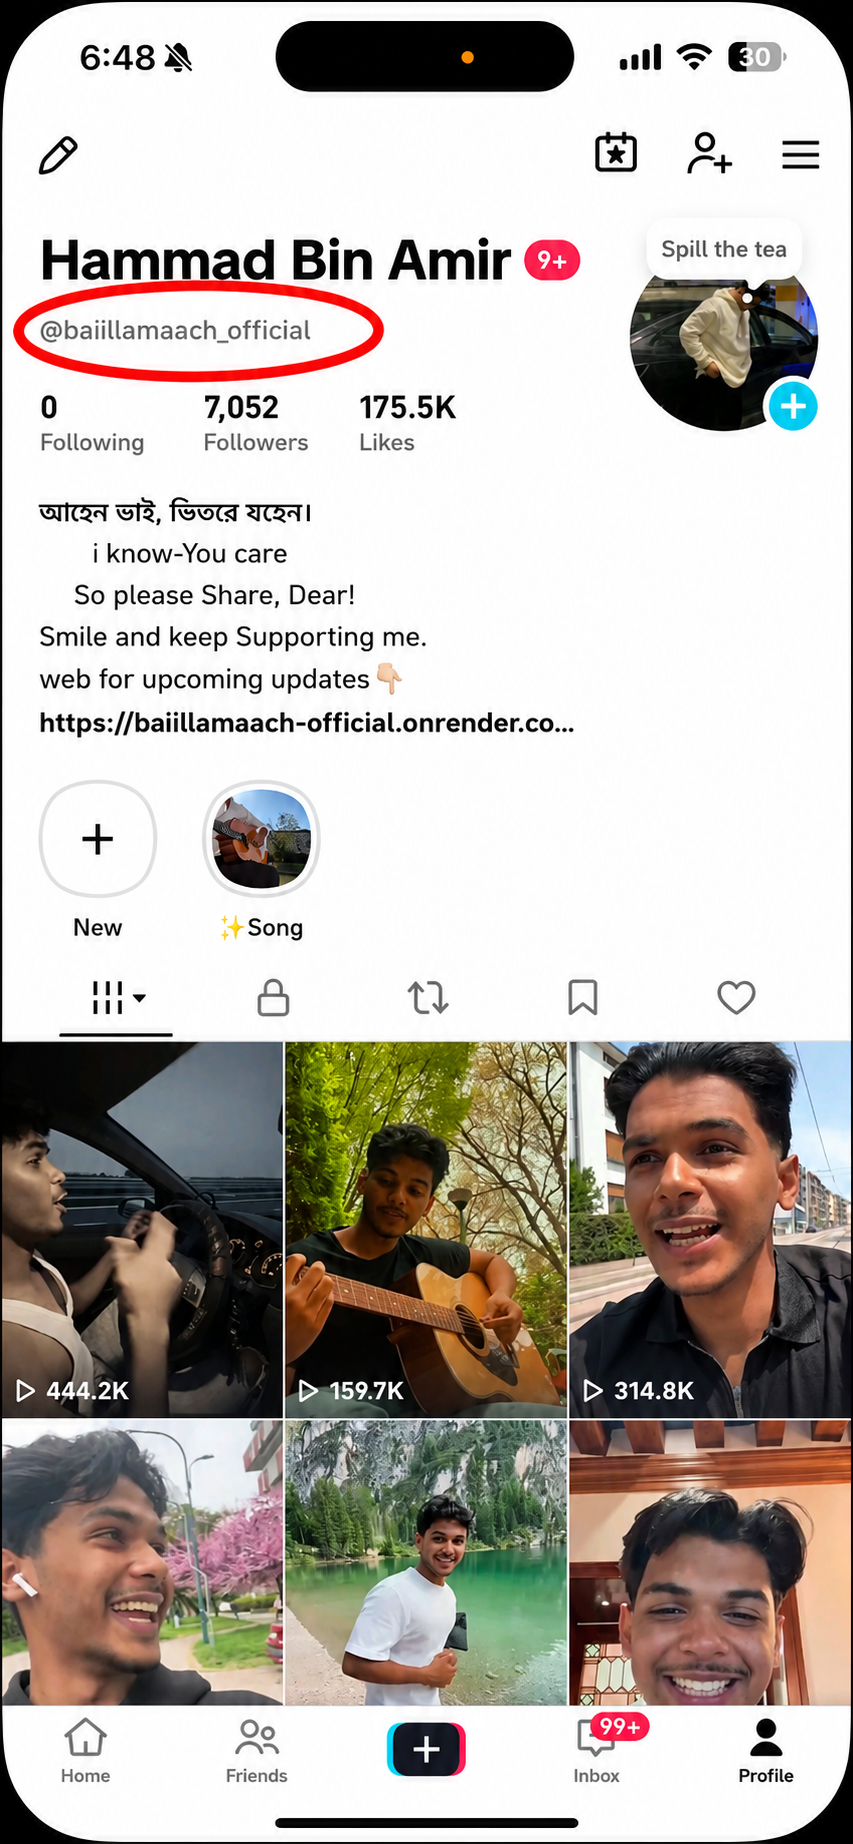 6:48
30
Spill the tea
Hammad Bin Amir 9+
@baiillamaach_official
0 7,052 175.5K
Following Followers Likes
আহেন ভাই, ভিতরে যহেন।
i know-You care
So please Share, Dear!
Smile and keep Supporting me.
web for upcoming updates👇🏻
https://baiillamaach-official.onrender.co...
New ✨Song
444.2K 159.7K 314.8K
99+
Home Friends Inbox Profile